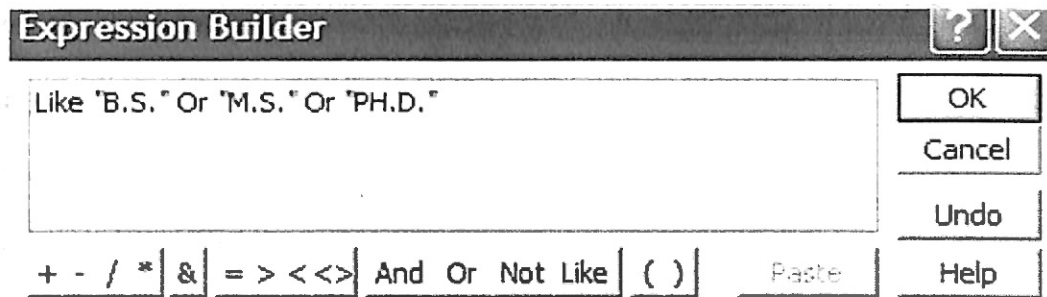 Expression Builder
? X
Like "B.S." Or "M.S." Or "PH.D."
OK
Cancel
Undo
+ - / * & = > < <> And Or Not Like ( ) Paste Help